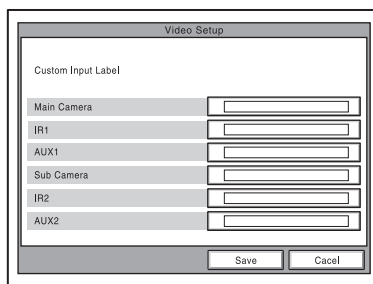 Video Setup
Custom Input Label
Main Camera
IR1
AUX1
Sub Camera
IR2
AUX2
Save Cacel